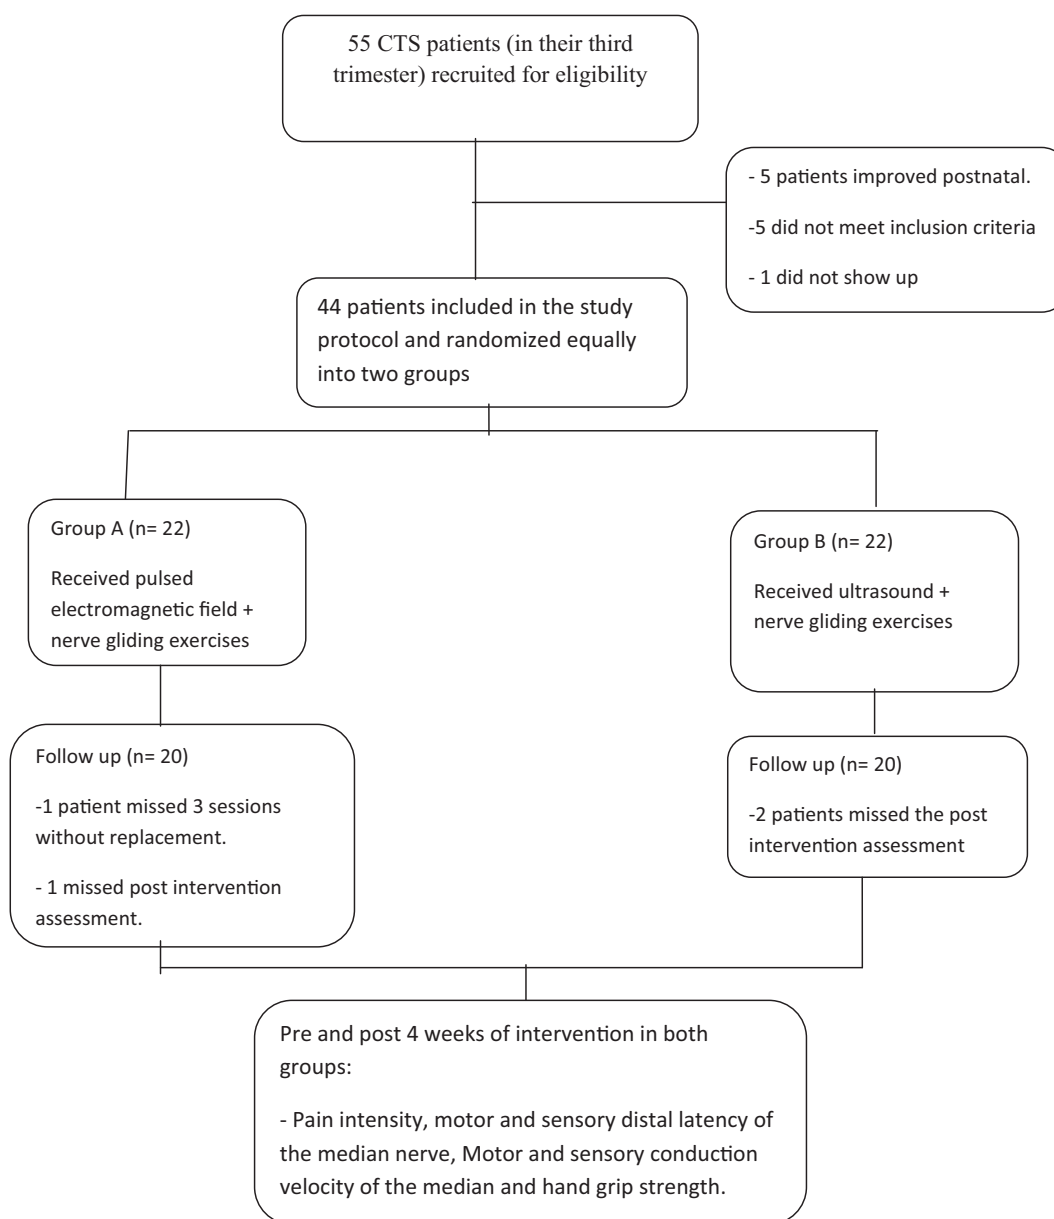 55 CTS patients (in their third
trimester) recruited for eligibility
- 5 patients improved postnatal.
-5 did not meet inclusion criteria
- 1 did not show up
44 patients included in the study
protocol and randomized equally
into two groups
Group A (n= 22)
Received pulsed
electromagnetic field +
nerve gliding exercises
Group B (n= 22)
Received ultrasound +
nerve gliding exercises
Follow up (n= 20)
-1 patient missed 3 sessions
without replacement.
- 1 missed post intervention
assessment.
Follow up (n= 20)
-2 patients missed the post
intervention assessment
Pre and post 4 weeks of intervention in both
groups:
- Pain intensity, motor and sensory distal latency of
the median nerve, Motor and sensory conduction
velocity of the median and hand grip strength.